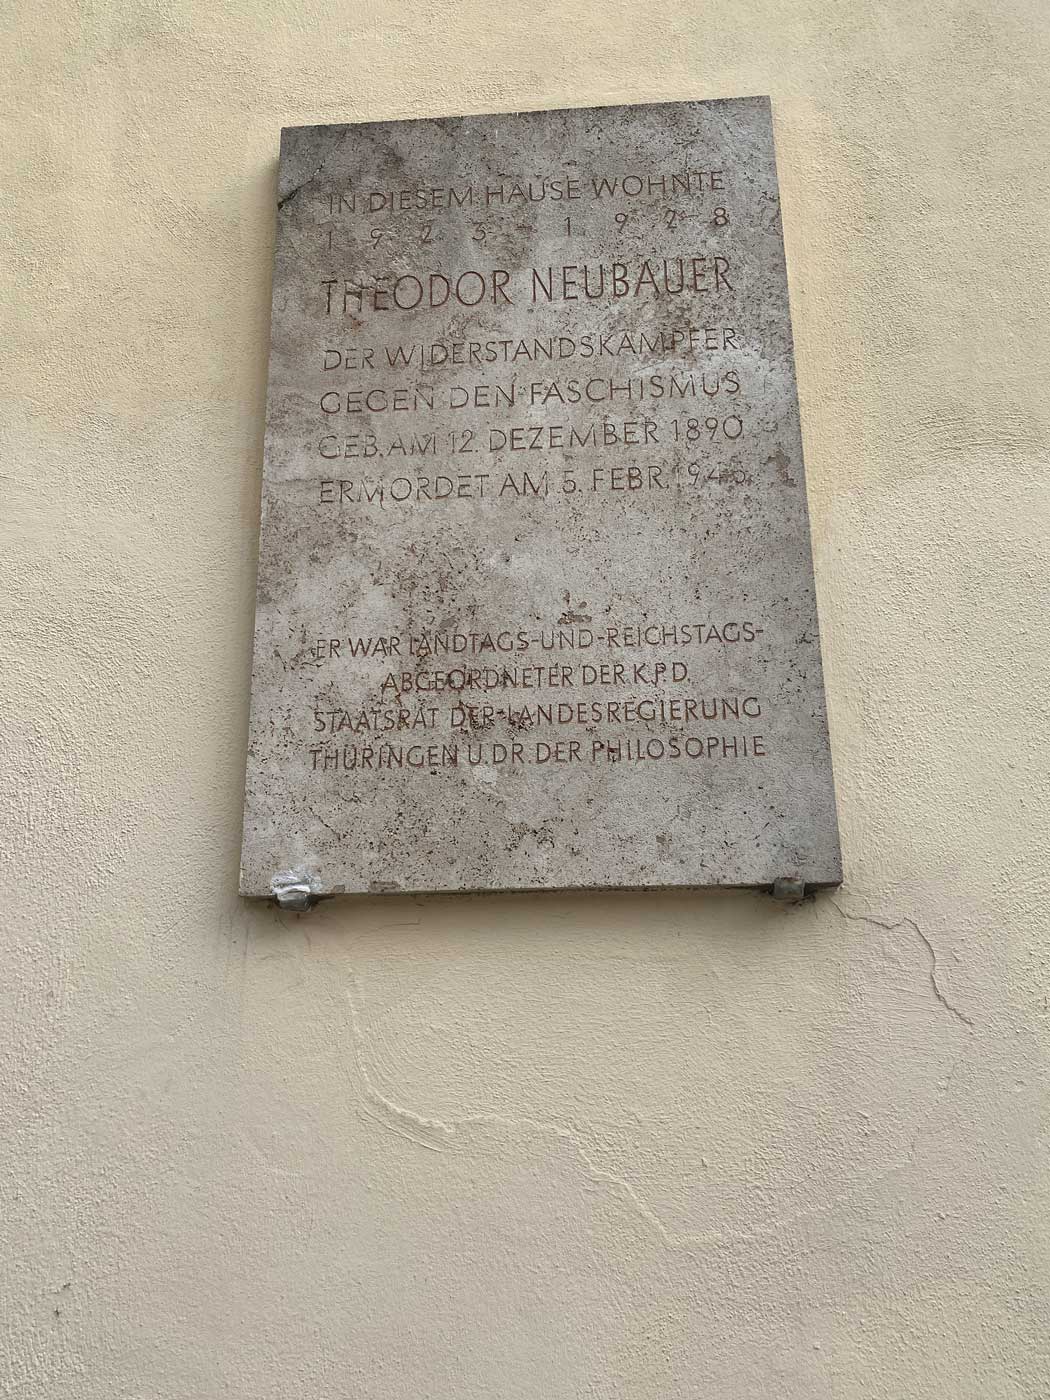 IN DIESEM HAUSE WOHNTE
1923-1928
THEODOR NEUBAUER
DER WIDERSTANDSKÄMPFER
GEGEN DEN FASCHISMUS
GEB. AM 12. DEZEMBER 1890
ERMORDET AM 5. FEBR. 1945.
ER WAR LANDTAGS-UND-REICHSTAGS-
ABGEORDNETER DER K.P.D.
STAATSRAT DER-LANDESREGIERUNG
THÜRINGEN U.DR.DER PHILOSOPHIE